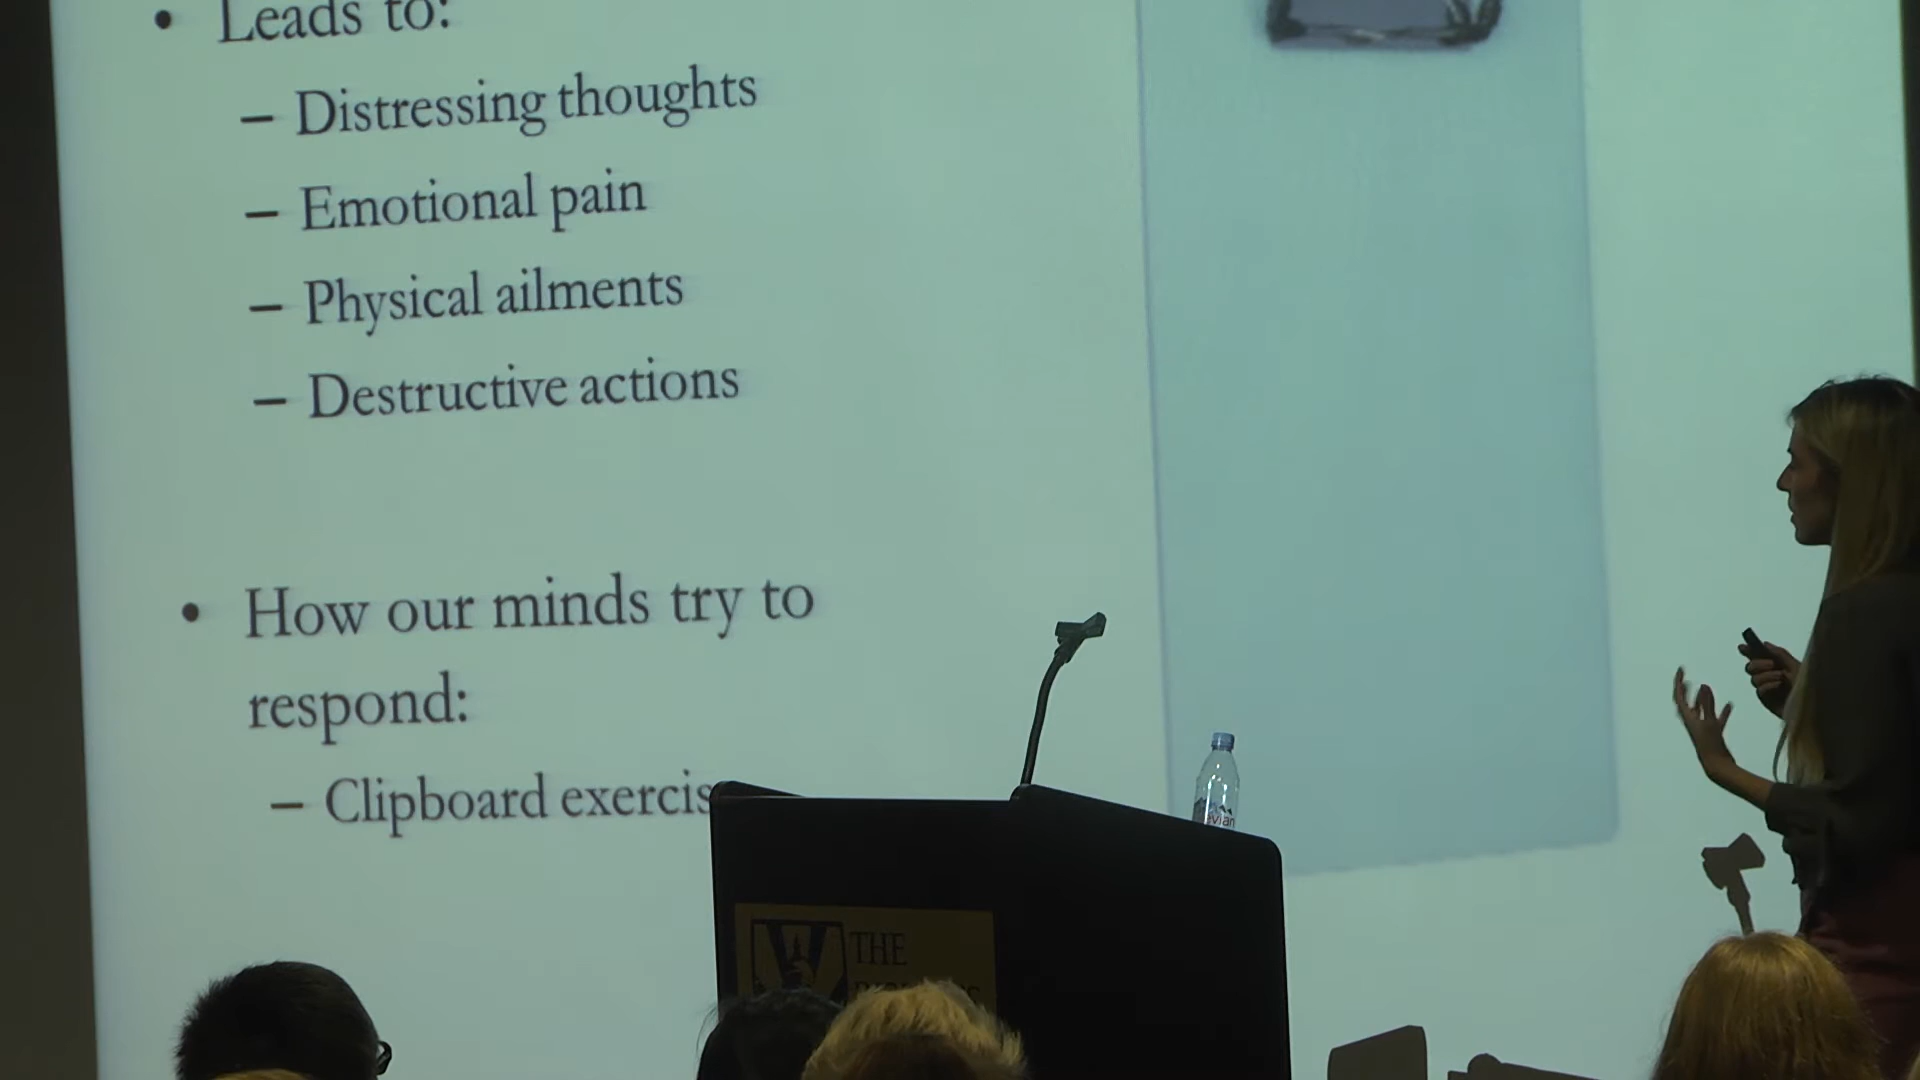 • Leads to:
– Distressing thoughts
– Emotional pain
– Physical ailments
– Destructive actions
• How our minds try to
respond:
– Clipboard exercis
evian
THE